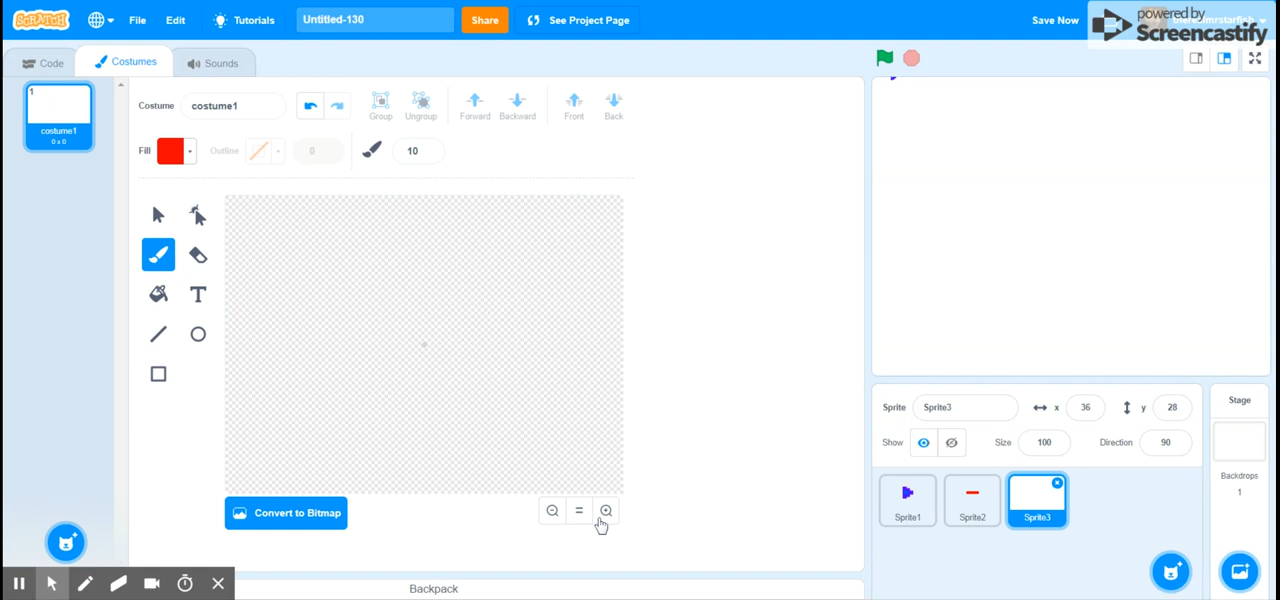 SCRATCH File Edit Tutorials Untitled-130 Share See Project Page Save Now
powered by
Screencastify
Code Costumes Sounds
1
costume1
0 x 0
Costume costume1 Group Ungroup Forward Backward Front Back
Fill Outline 0 10
T
Convert to Bitmap
=
Backpack
Sprite Sprite3 x 36 y 28
Show Size 100 Direction 90
Sprite1 Sprite2 Sprite3
Stage
Backdrops
1